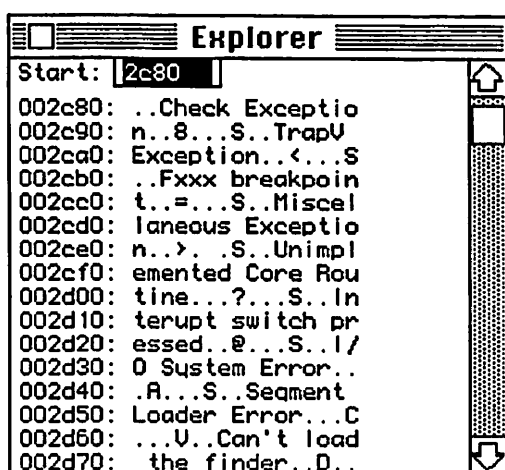 Explorer
Start: 2c80
002c80: ..Check Exceptio
002c90: n..8...S..TrapV
002ca0: Exception..<...S
002cb0: ..Fxxx breakpoin
002cc0: t..=...S..Miscel
002cd0: laneous Exceptio
002ce0: n..>. .S..Unimpl
002cf0: emented Core Rou
002d00: tine...?...S..In
002d10: terupt switch pr
002d20: essed..@...S..I/
002d30: O System Error..
002d40: .A...S..Segment
002d50: Loader Error...C
002d60: ...V..Can't load
002d70:  the finder..D..